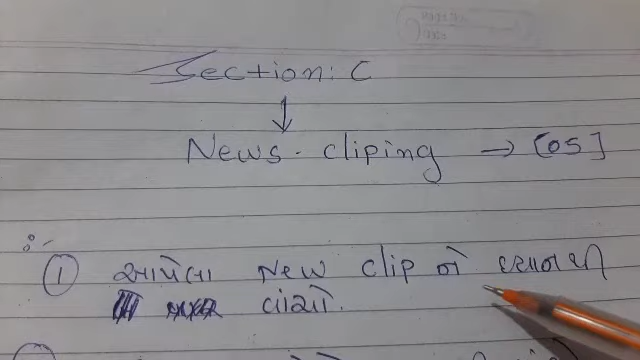 Section: C
↓
News-cliping → [05]
:-
① આપેલા New clip ને ધ્યાનથી
વાંચો.